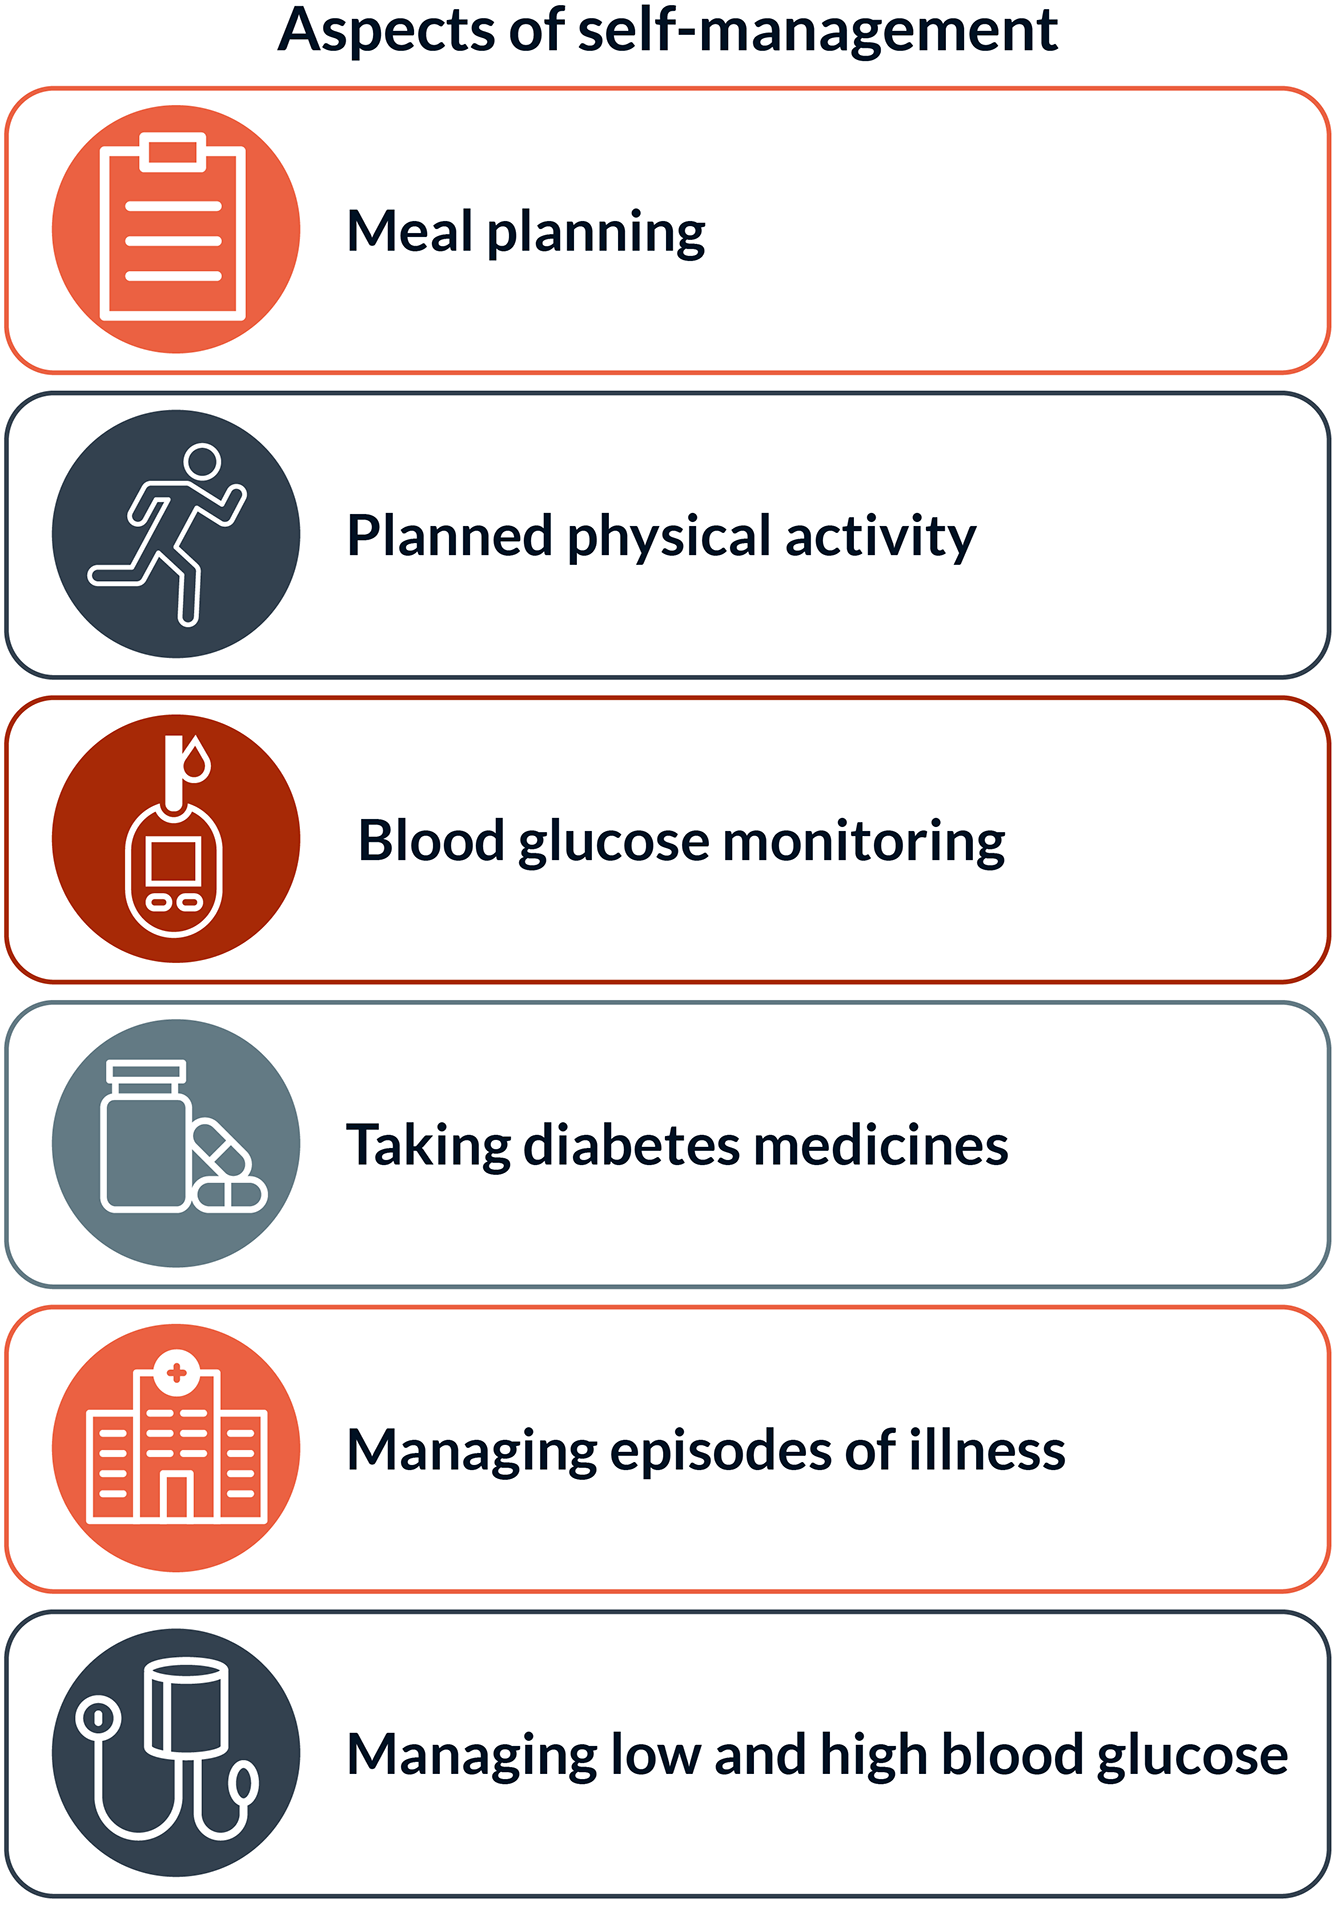 Aspects of self-management
Meal planning
Planned physical activity
Blood glucose monitoring
Taking diabetes medicines
Managing episodes of illness
Managing low and high blood glucose